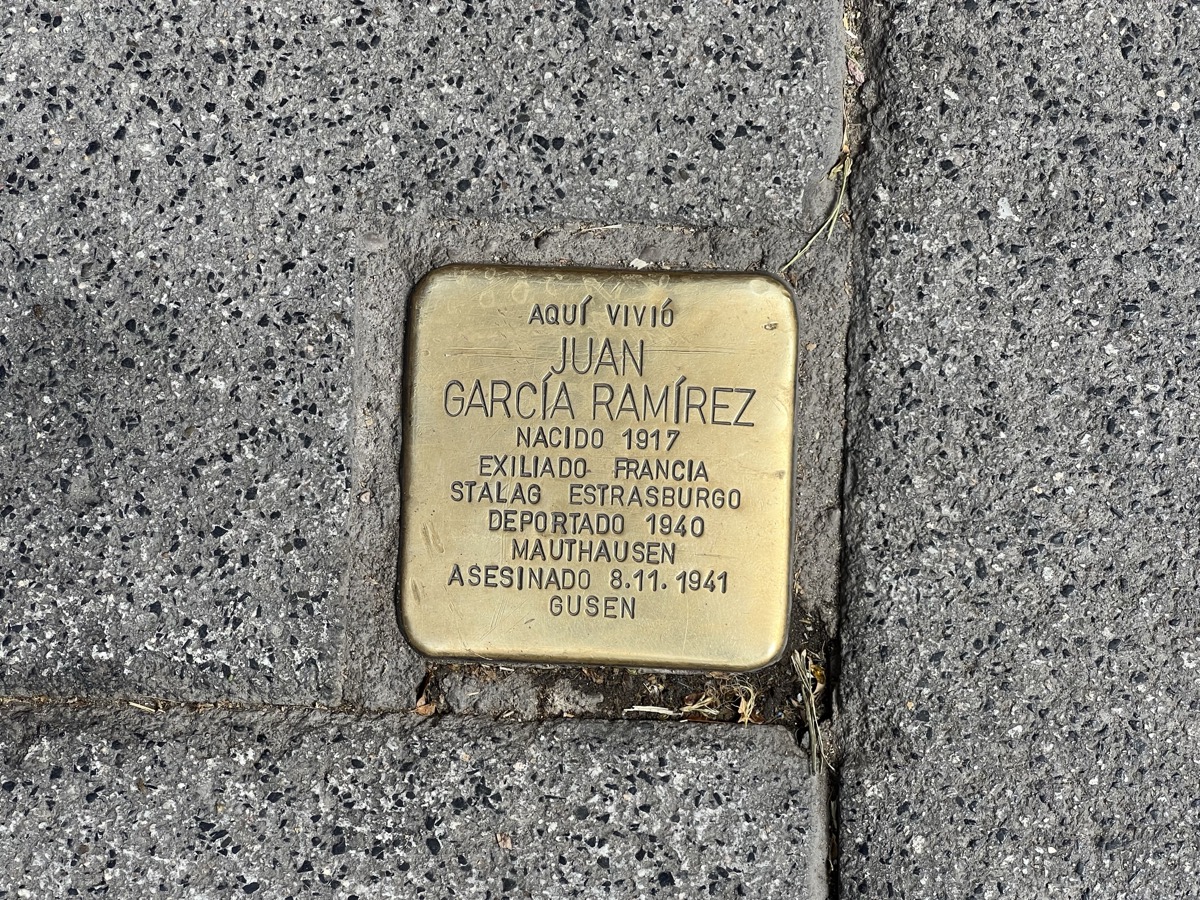 AQUÍ VIVIÓ
JUAN
GARCÍA RAMÍREZ
NACIDO 1917
EXILIADO FRANCIA
STALAG ESTRASBURGO
DEPORTADO 1940
MAUTHAUSEN
ASESINADO 8.11.1941
GUSEN